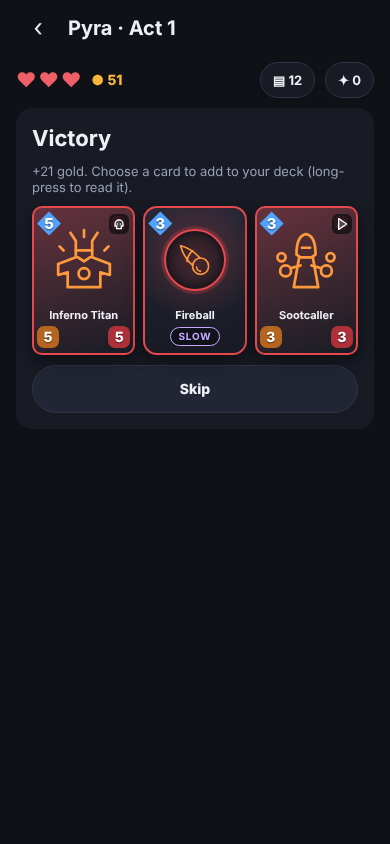 Pyra · Act 1
51
12
0
Victory
+21 gold. Choose a card to add to your deck (long-
press to read it).
5
3
3
Inferno Titan
Fireball
Sootcaller
5
5
SLOW
3
3
Skip